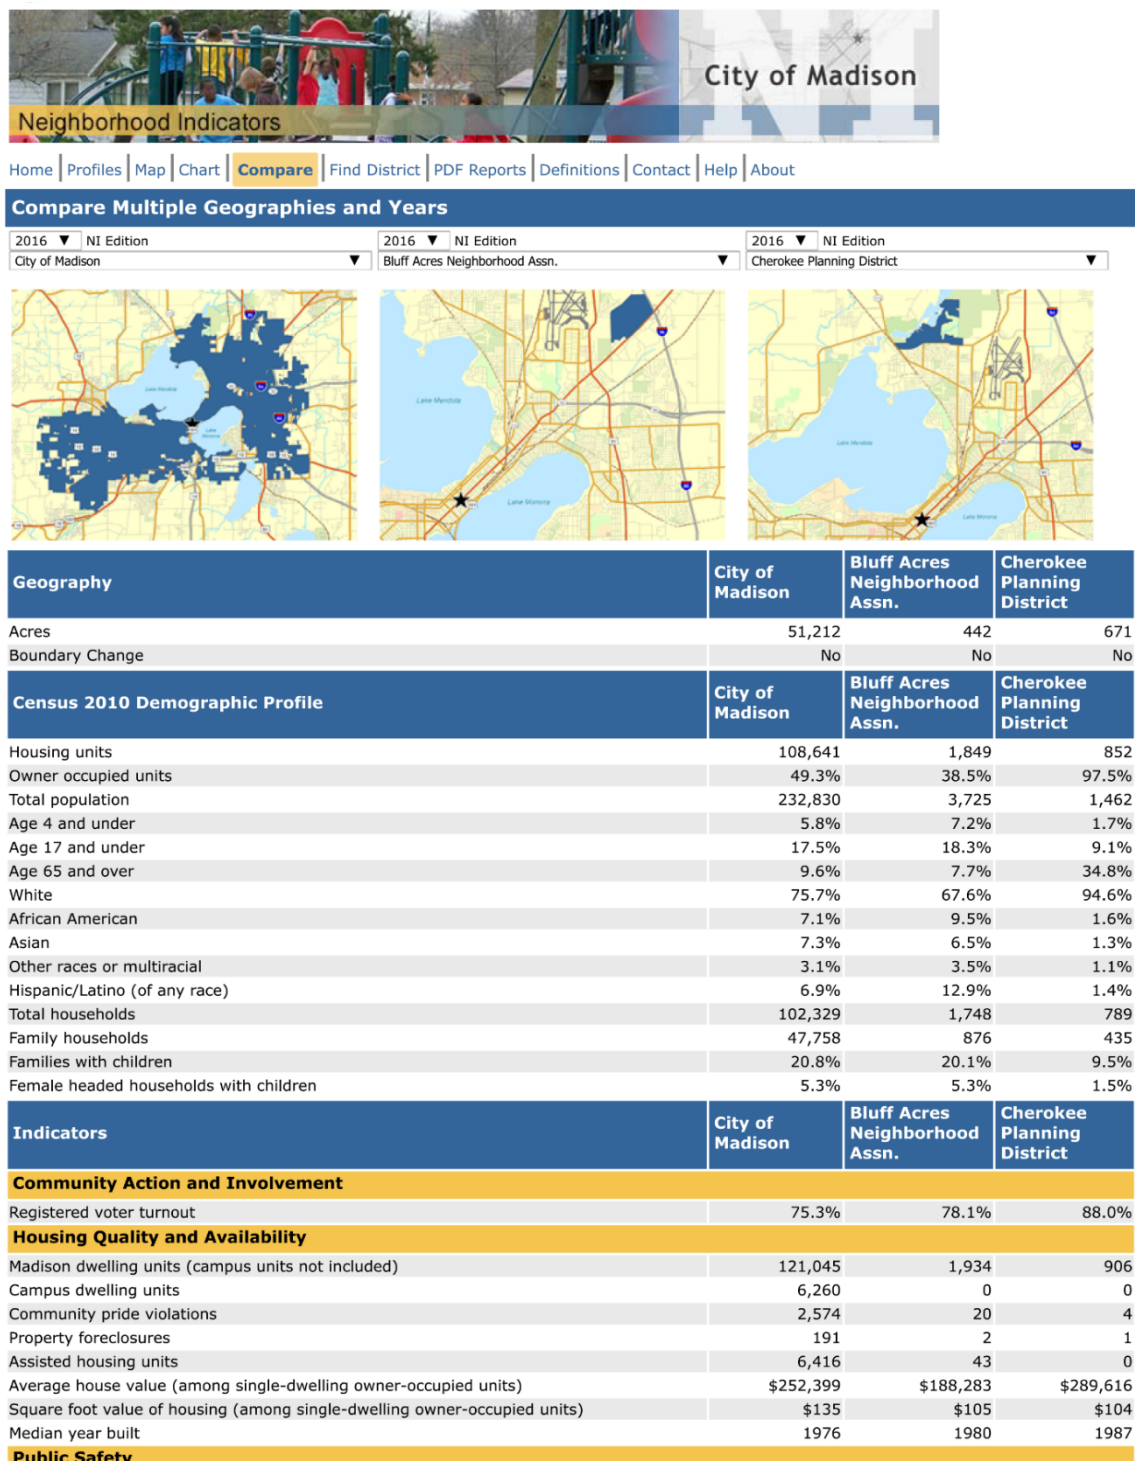 City of Madison
Neighborhood Indicators
Home Profiles Map Chart Compare Find District PDF Reports Definitions Contact Help About
Compare Multiple Geographies and Years
2016 ▼ NI Edition 2016 ▼ NI Edition 2016 ▼ NI Edition
City of Madison ▼ Bluff Acres Neighborhood Assn. ▼ Cherokee Planning District ▼
Lake Mendota
Lake Monona
Lake Mendota
Lake Monona
Lake Mendota
Lake Monona
Geography City of Madison Bluff Acres Neighborhood Assn. Cherokee Planning District
Acres 51,212 442 671
Boundary Change No No No
Census 2010 Demographic Profile City of Madison Bluff Acres Neighborhood Assn. Cherokee Planning District
Housing units 108,641 1,849 852
Owner occupied units 49.3% 38.5% 97.5%
Total population 232,830 3,725 1,462
Age 4 and under 5.8% 7.2% 1.7%
Age 17 and under 17.5% 18.3% 9.1%
Age 65 and over 9.6% 7.7% 34.8%
White 75.7% 67.6% 94.6%
African American 7.1% 9.5% 1.6%
Asian 7.3% 6.5% 1.3%
Other races or multiracial 3.1% 3.5% 1.1%
Hispanic/Latino (of any race) 6.9% 12.9% 1.4%
Total households 102,329 1,748 789
Family households 47,758 876 435
Families with children 20.8% 20.1% 9.5%
Female headed households with children 5.3% 5.3% 1.5%
Indicators City of Madison Bluff Acres Neighborhood Assn. Cherokee Planning District
Community Action and Involvement
Registered voter turnout 75.3% 78.1% 88.0%
Housing Quality and Availability
Madison dwelling units (campus units not included) 121,045 1,934 906
Campus dwelling units 6,260 0 0
Community pride violations 2,574 20 4
Property foreclosures 191 2 1
Assisted housing units 6,416 43 0
Average house value (among single-dwelling owner-occupied units) $252,399 $188,283 $289,616
Square foot value of housing (among single-dwelling owner-occupied units) $135 $105 $104
Median year built 1976 1980 1987
Public Safety